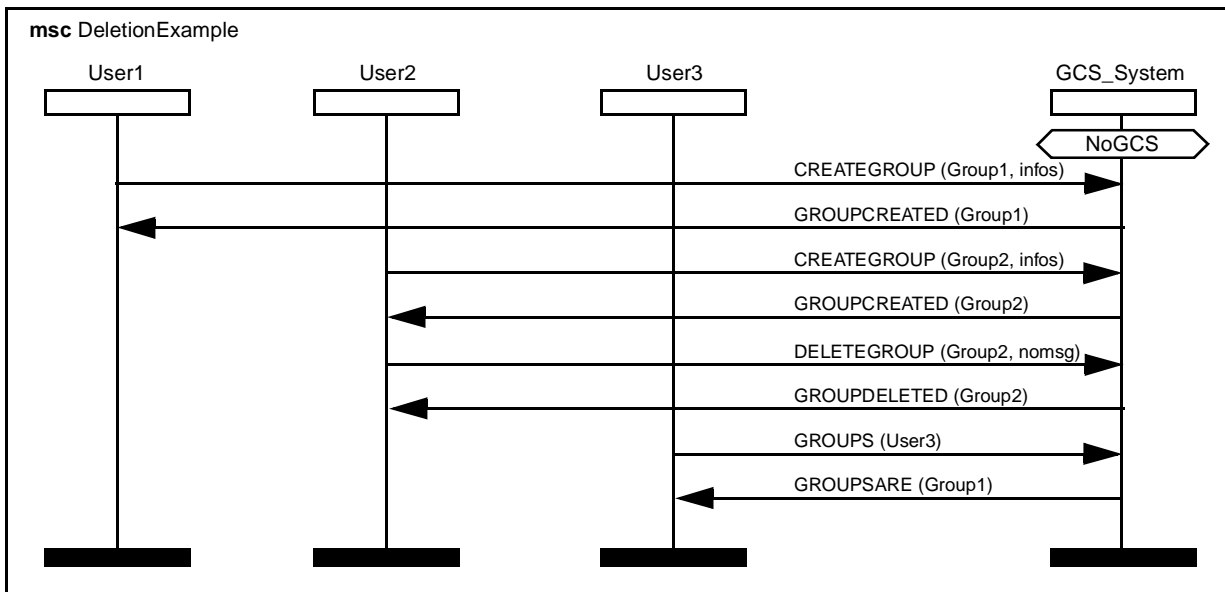 msc DeletionExample
User1 User2 User3 GCS_System
NoGCS
CREATEGROUP (Group1, infos)
GROUPCREATED (Group1)
CREATEGROUP (Group2, infos)
GROUPCREATED (Group2)
DELETEGROUP (Group2, nomsg)
GROUPDELETED (Group2)
GROUPS (User3)
GROUPSARE (Group1)